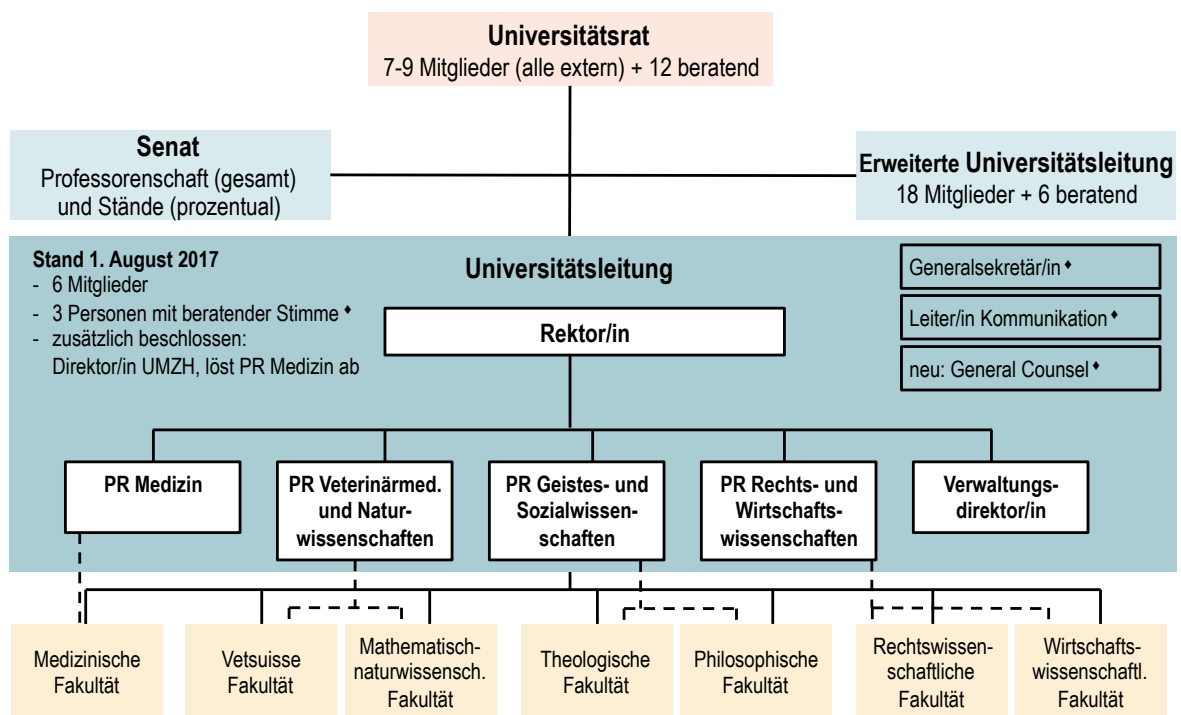 Universitätsrat
7-9 Mitglieder (alle extern) + 12 beratend
Senat
Professorenschaft (gesamt)
und Stände (prozentual)
Erweiterte Universitätsleitung
18 Mitglieder + 6 beratend
Stand 1. August 2017
- 6 Mitglieder
- 3 Personen mit beratender Stimme ♦
- zusätzlich beschlossen:
Direktor/in UMZH, löst PR Medizin ab
Universitätsleitung
Rektor/in
Generalsekretär/in ♦
Leiter/in Kommunikation ♦
neu: General Counsel ♦
PR Medizin
PR Veterinärmed.
und Natur-
wissenschaften
PR Geistes- und
Sozialwissen-
schaften
PR Rechts- und
Wirtschafts-
wissenschaften
Verwaltungs-
direktor/in
Medizinische
Fakultät
Vetsuisse
Fakultät
Mathematisch-
naturwissensch.
Fakultät
Theologische
Fakultät
Philosophische
Fakultät
Rechtswissen-
schaftliche
Fakultät
Wirtschafts-
wissenschaftl.
Fakultät